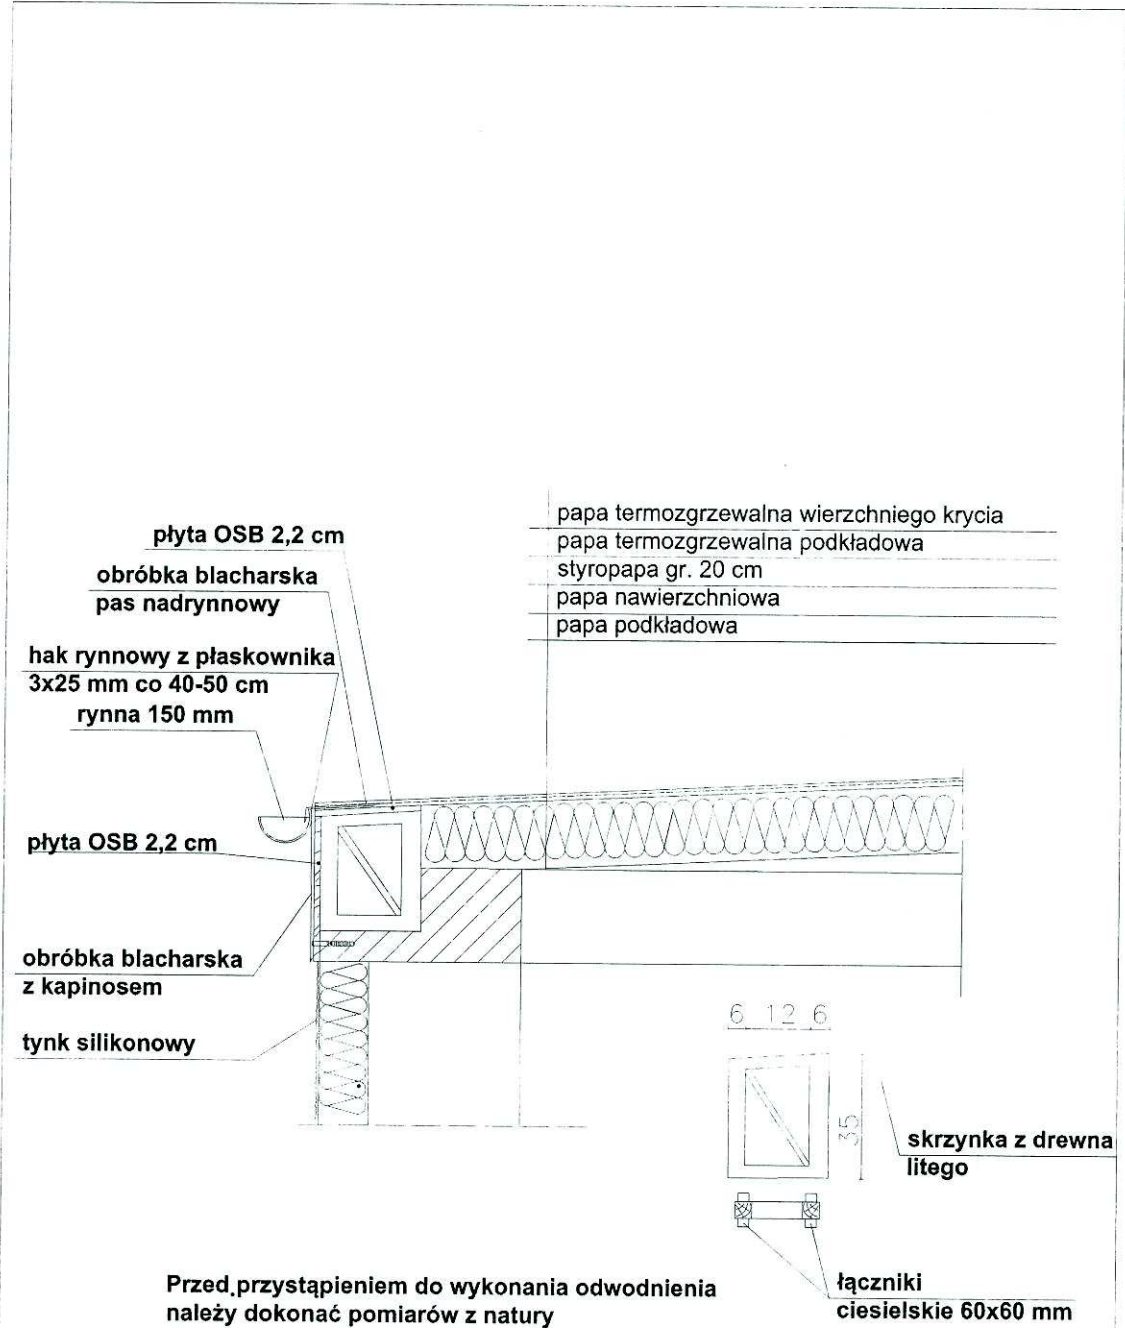 papa termozgrzewalna wierzchniego krycia
papa termozgrzewalna podkładowa
styropapa gr. 20 cm
papa nawierzchniowa
papa podkładowa
płyta OSB 2,2 cm
obróbka blacharska
pas nadrynnowy
hak rynnowy z płaskownika
3x25 mm co 40-50 cm
rynna 150 mm
płyta OSB 2,2 cm
obróbka blacharska
z kapinosem
tynk silikonowy
6 12 6
35
skrzynka z drewna
litego
łączniki
ciesielskie 60x60 mm
Przed przystąpieniem do wykonania odwodnienia
należy dokonać pomiarów z natury